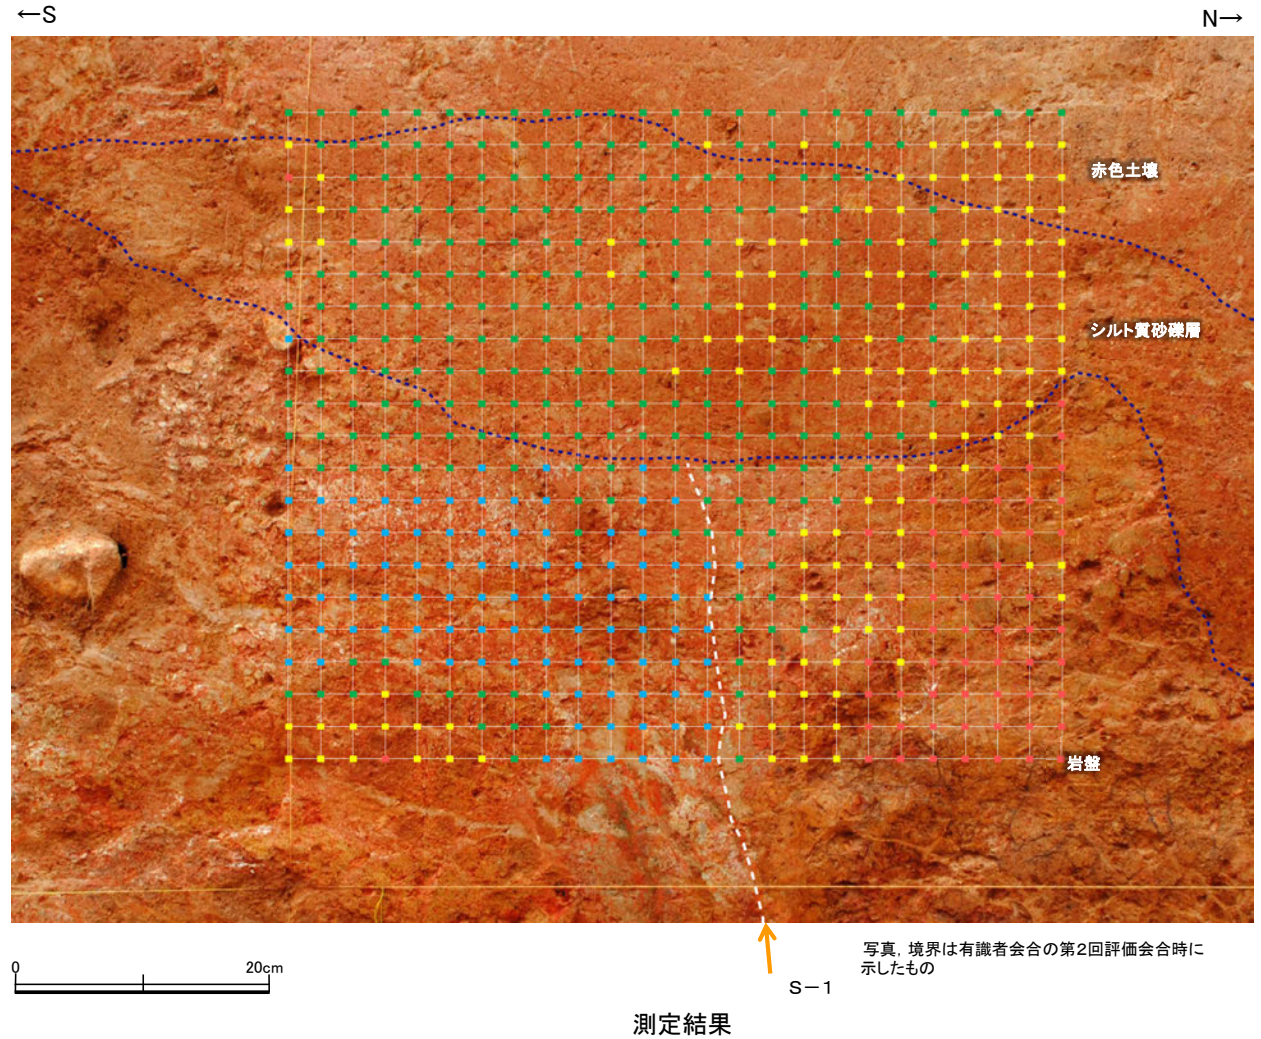 ←S
N→
赤色土壌
シルト質砂礫層
岩盤
0
20cm
写真，境界は有識者会合の第2回評価会合時に
示したもの
S－1
測定結果